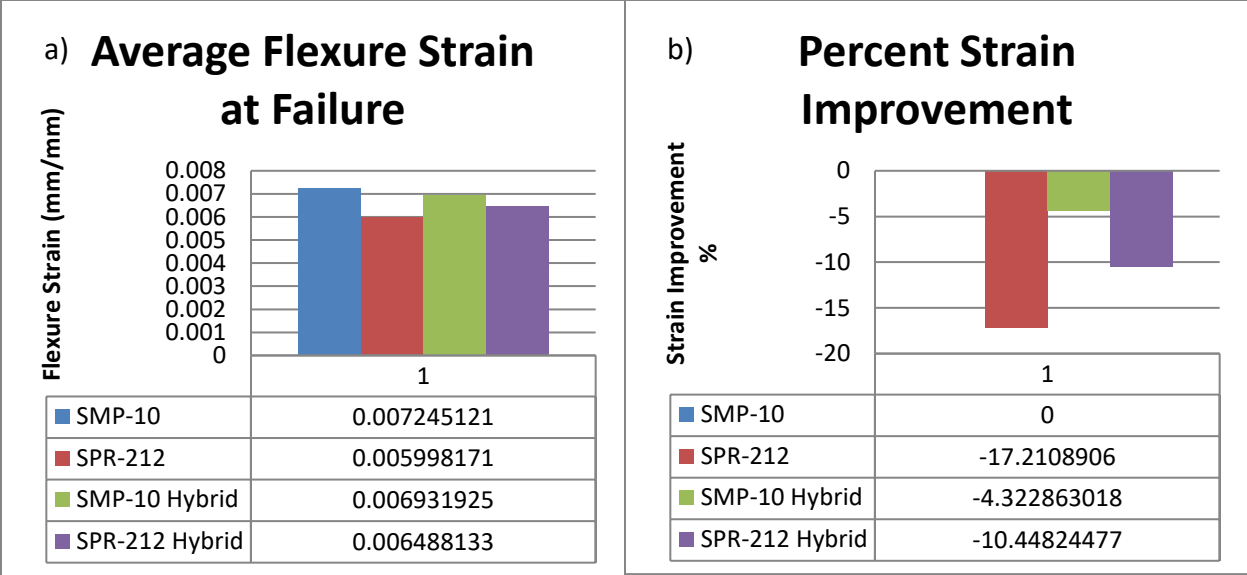 a) Average Flexure Strain
at Failure
Flexure Strain (mm/mm)
0.008
0.007
0.006
0.005
0.004
0.003
0.002
0.001
0
1
SMP-10 0.007245121
SPR-212 0.005998171
SMP-10 Hybrid 0.006931925
SPR-212 Hybrid 0.006488133
b) Percent Strain
Improvement
Strain Improvement
%
0
-5
-10
-15
-20
1
SMP-10 0
SPR-212 -17.2108906
SMP-10 Hybrid -4.322863018
SPR-212 Hybrid -10.44824477